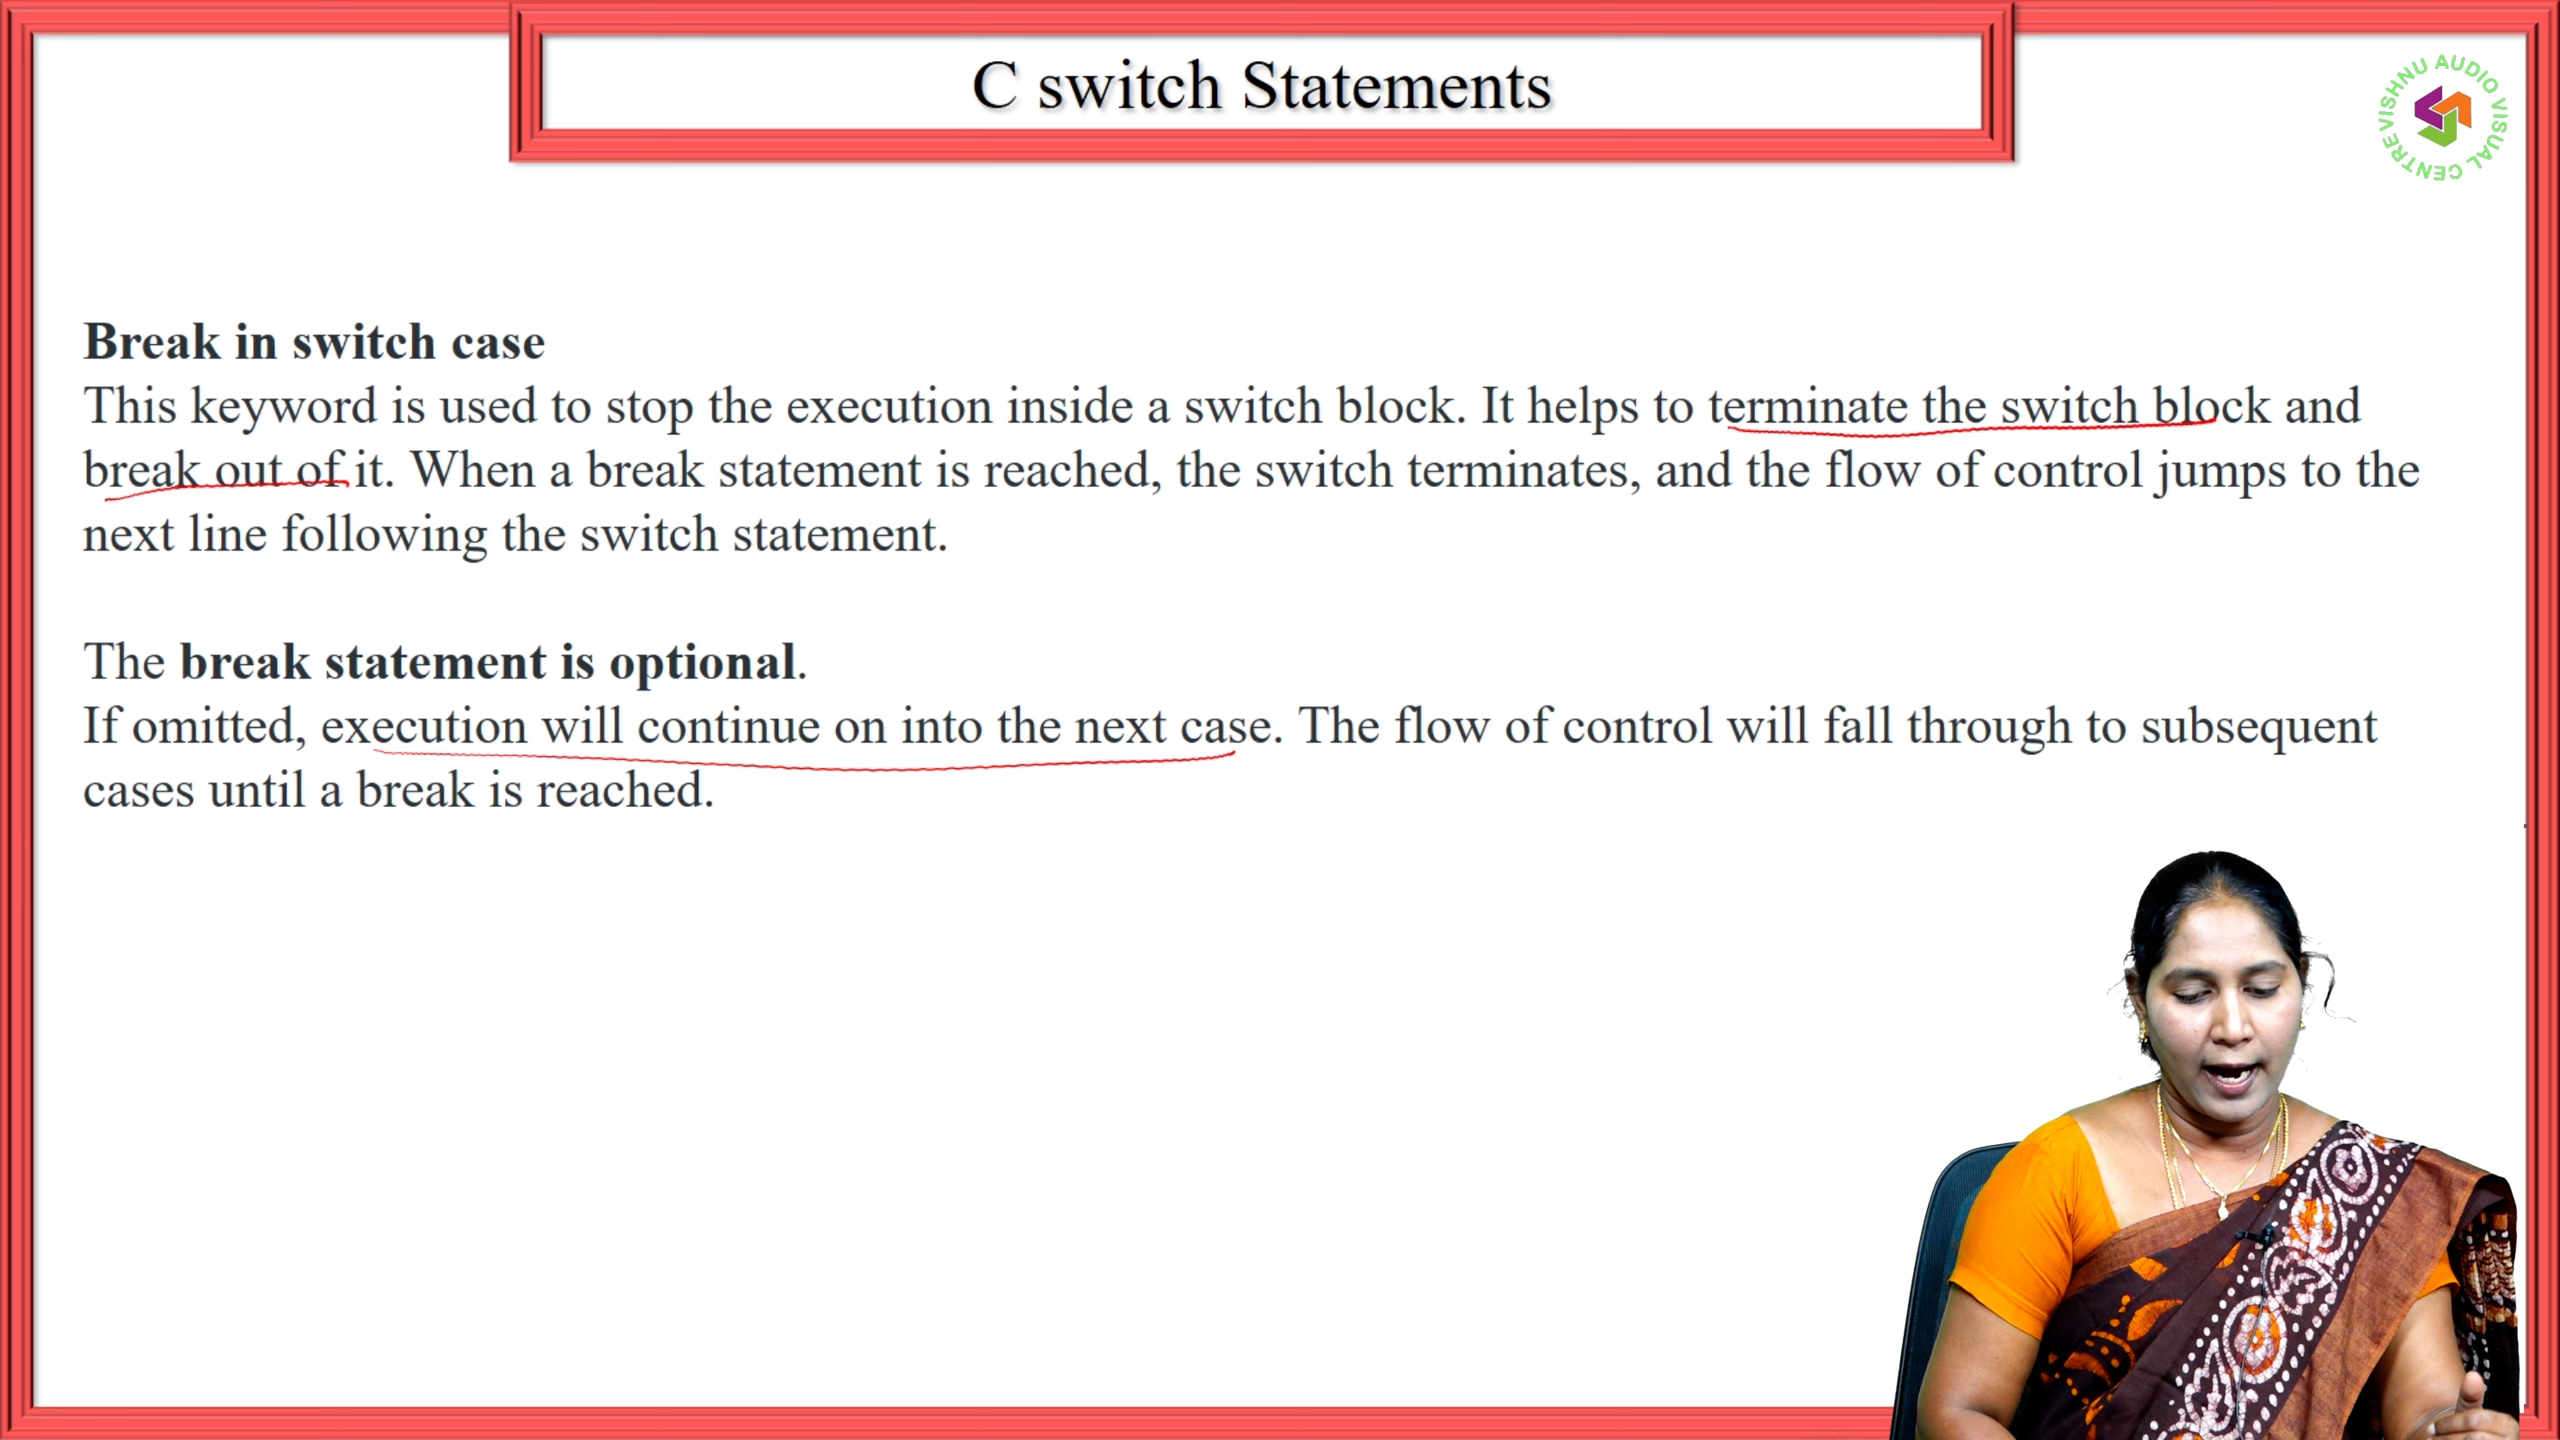 C switch Statements
VISHNU AUDIO VISUAL CENTRE
Break in switch case
This keyword is used to stop the execution inside a switch block. It helps to terminate the switch block and
break out of it. When a break statement is reached, the switch terminates, and the flow of control jumps to the
next line following the switch statement.
The break statement is optional.
If omitted, execution will continue on into the next case. The flow of control will fall through to subsequent
cases until a break is reached.